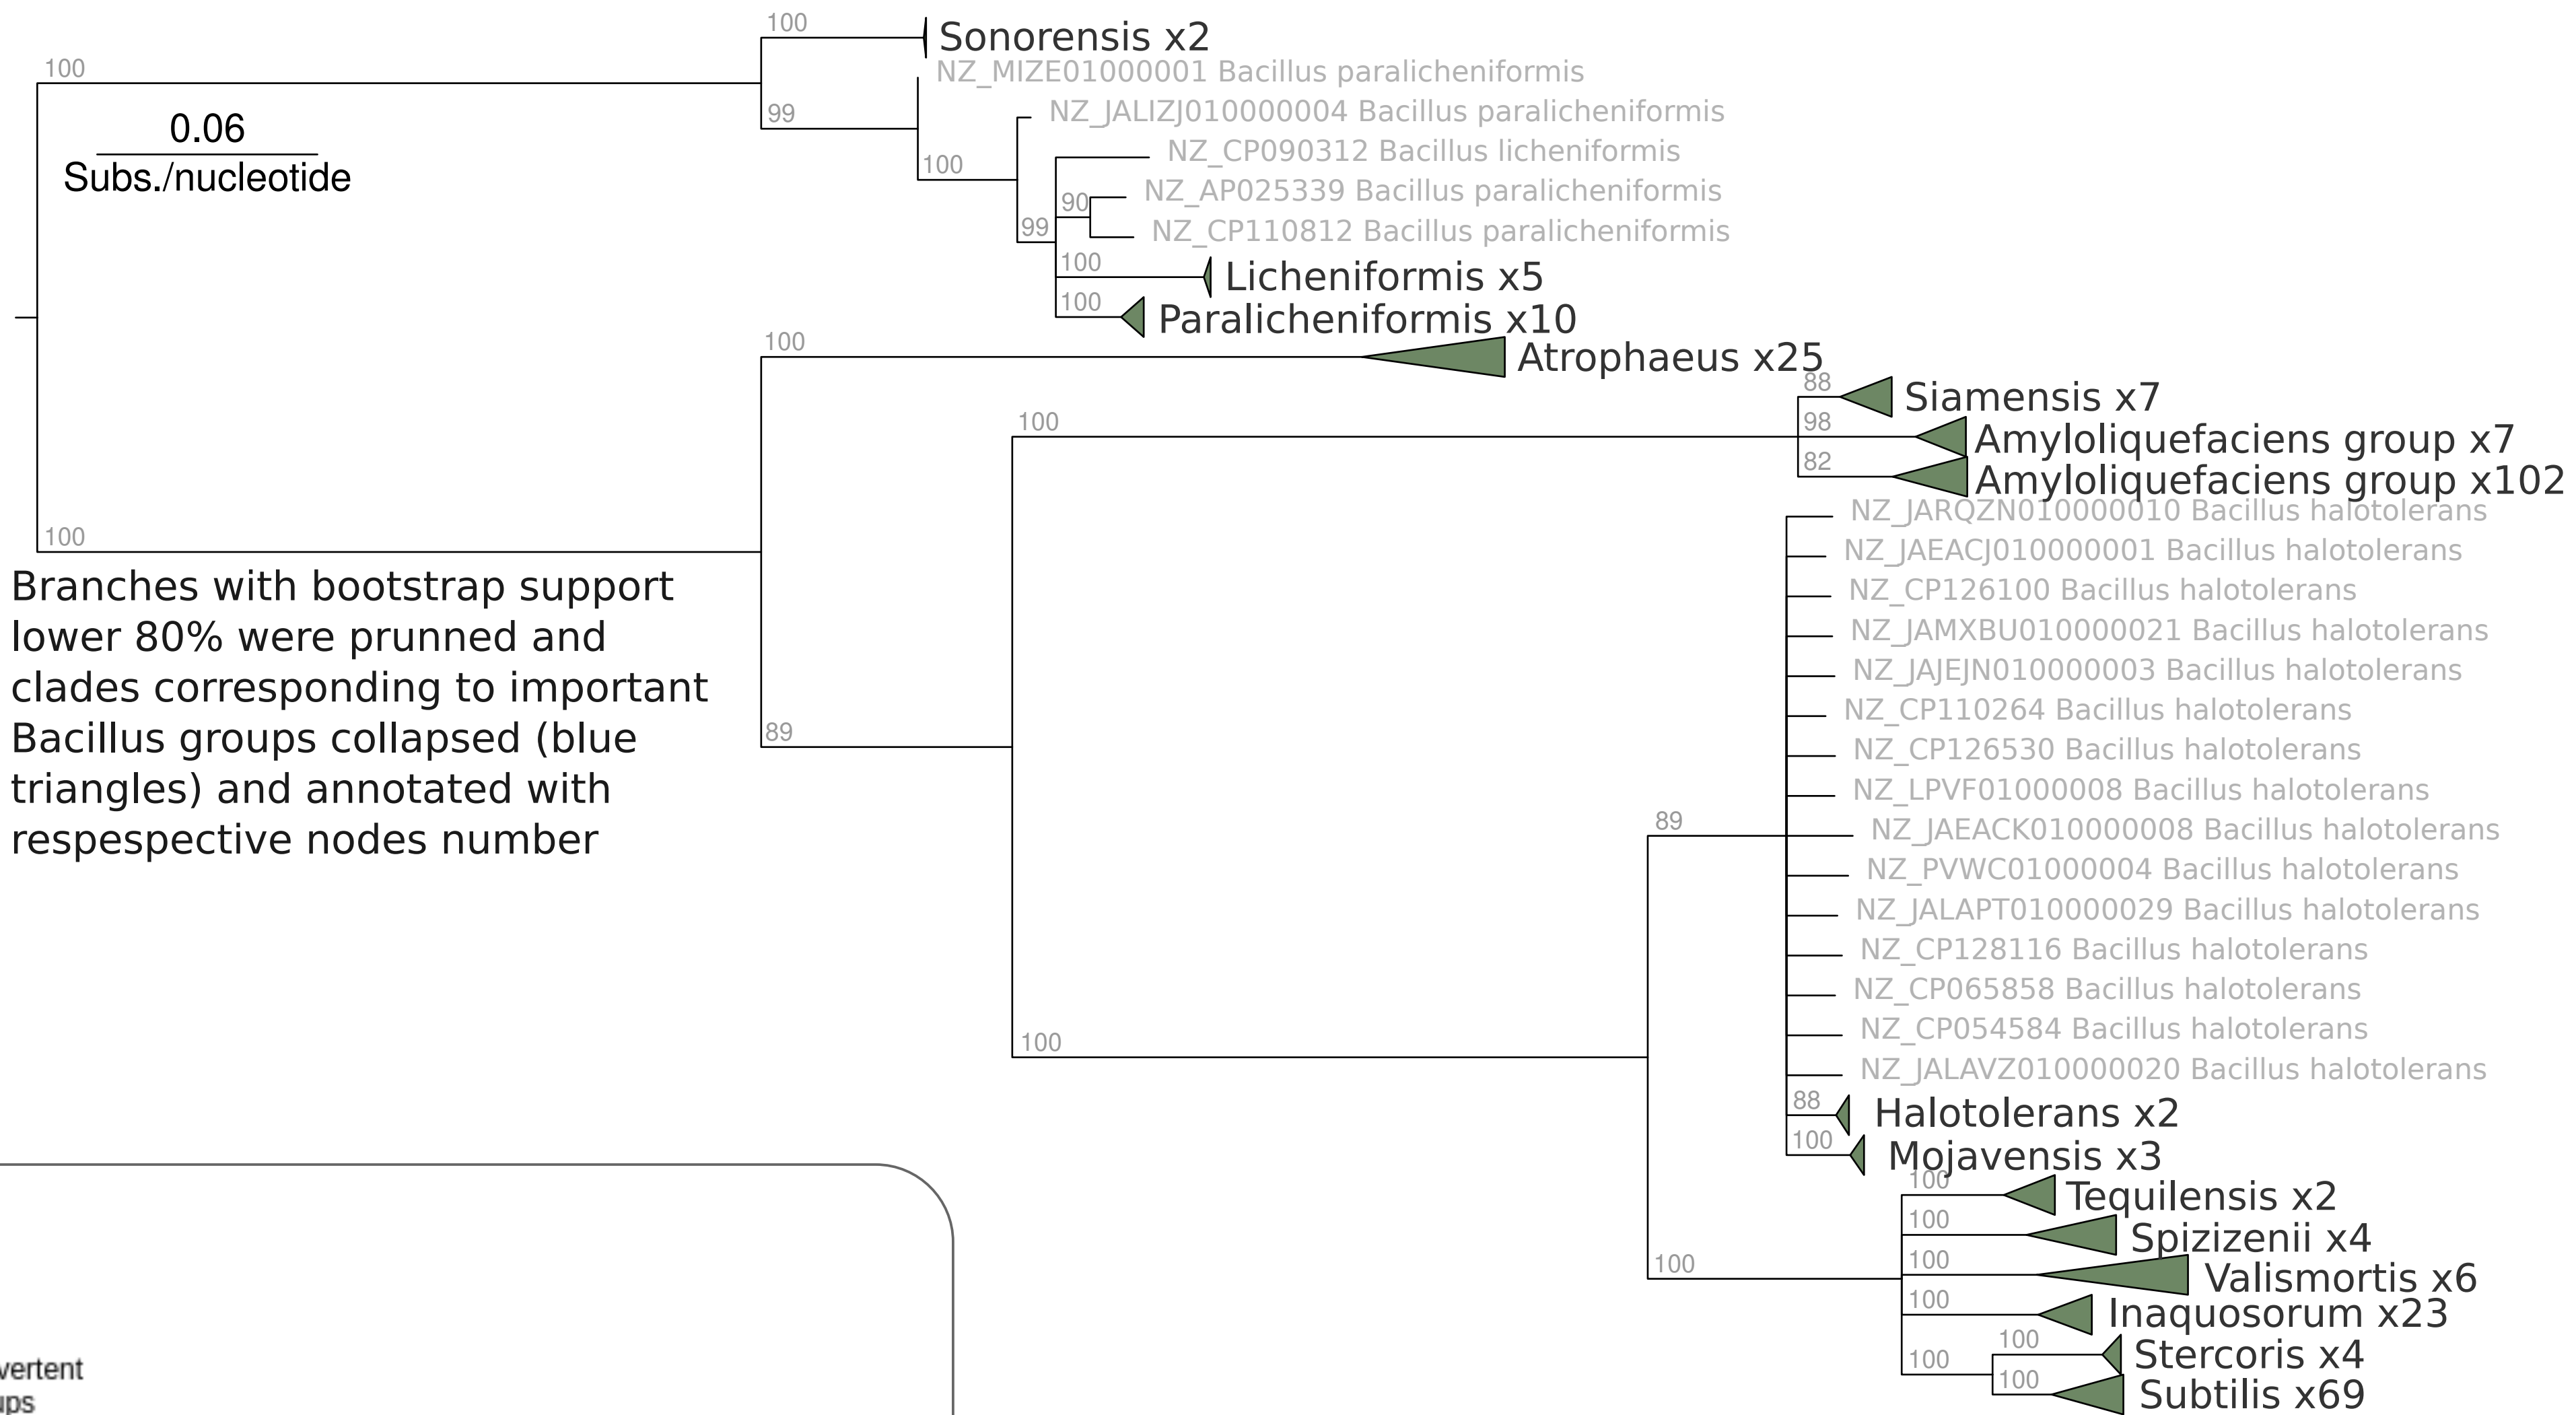 100
Sonorensis x2
NZ_MIZE01000001 Bacillus paralicheniformis
100
99
NZ_JALIZJ010000004 Bacillus paralicheniformis
0.06
Subs./nucleotide
100
NZ_CP090312 Bacillus licheniformis
90
NZ_AP025339 Bacillus paralicheniformis
99
NZ_CP110812 Bacillus paralicheniformis
100
Licheniformis x5
100
Paralicheniformis x10
100
Atrophaeus x25
88
Siamensis x7
100
98
Amyloliquefaciens group x7
82
Amyloliquefaciens group x102
NZ_JARQZN010000010 Bacillus halotolerans
100
NZ_JAEACJ010000001 Bacillus halotolerans
NZ_CP126100 Bacillus halotolerans
NZ_JAMXBU010000021 Bacillus halotolerans
NZ_JAJEJN010000003 Bacillus halotolerans
NZ_CP110264 Bacillus halotolerans
89
NZ_CP126530 Bacillus halotolerans
NZ_LPVF01000008 Bacillus halotolerans
89
NZ_JAEACK010000008 Bacillus halotolerans
NZ_PVWC01000004 Bacillus halotolerans
NZ_JALAPT010000029 Bacillus halotolerans
NZ_CP128116 Bacillus halotolerans
NZ_CP065858 Bacillus halotolerans
100
NZ_CP054584 Bacillus halotolerans
NZ_JALAVZ010000020 Bacillus halotolerans
88
Halotolerans x2
100
Mojavensis x3
100
Tequilensis x2
100
Spizizenii x4
100
100
Valismortis x6
100
Inaquosorum x23
100
100
Stercoris x4
100
Subtilis x69
Branches with bootstrap support
lower 80% were prunned and
clades corresponding to important
Bacillus groups collapsed (blue
triangles) and annotated with
respespective nodes number
vertent
ups